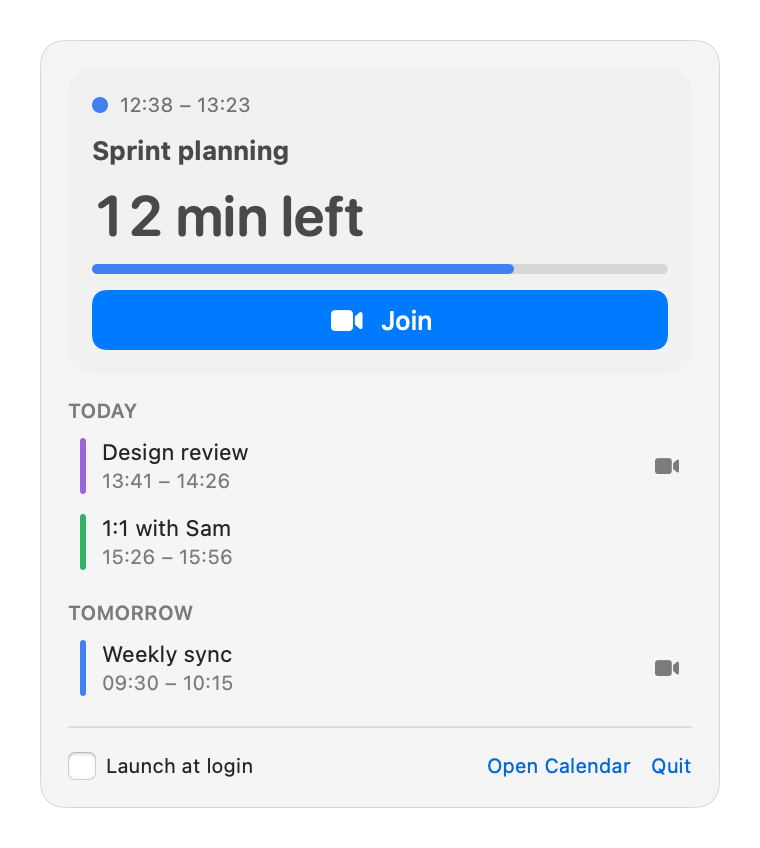 12:38 – 13:23
Sprint planning
12 min left
Join
TODAY
Design review
13:41 – 14:26
1:1 with Sam
15:26 – 15:56
TOMORROW
Weekly sync
09:30 – 10:15
Launch at login
Open Calendar
Quit